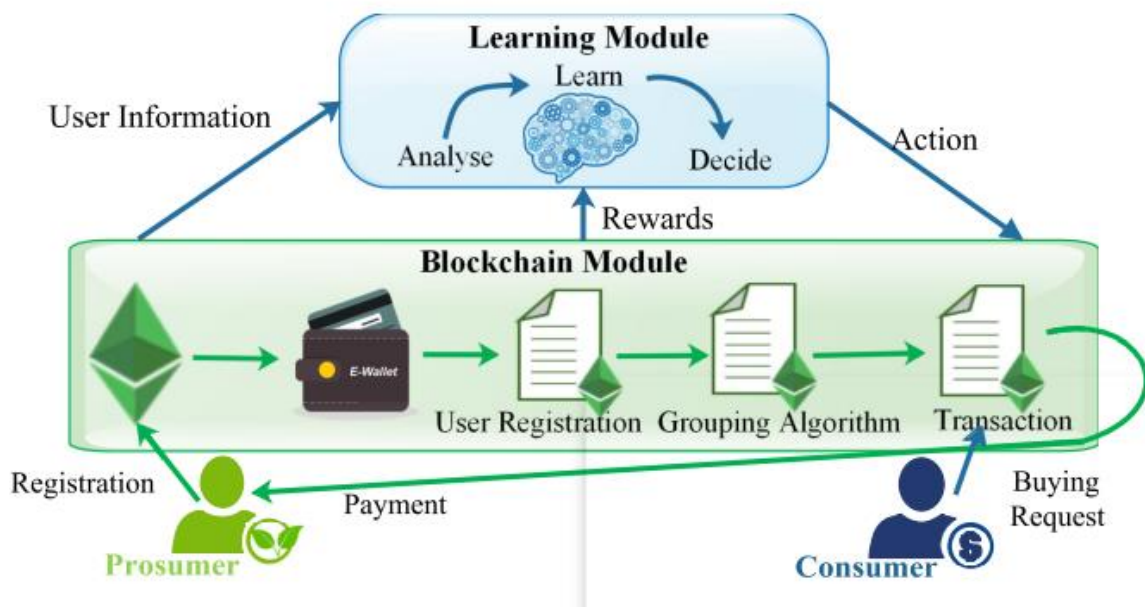 Learning Module
Learn
User Information
Analyse
Decide
Action
Rewards
Blockchain Module
E-Wallet
User Registration
Grouping Algorithm
Transaction
Registration
Payment
Buying
Request
Prosumer
Consumer
$